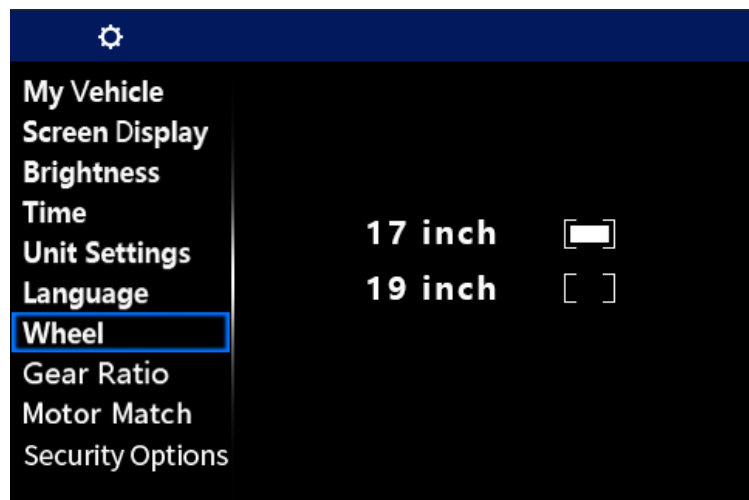 My Vehicle
Screen Display
Brightness
Time
Unit Settings
Language
Wheel
Gear Ratio
Motor Match
Security Options
17 inch
19 inch